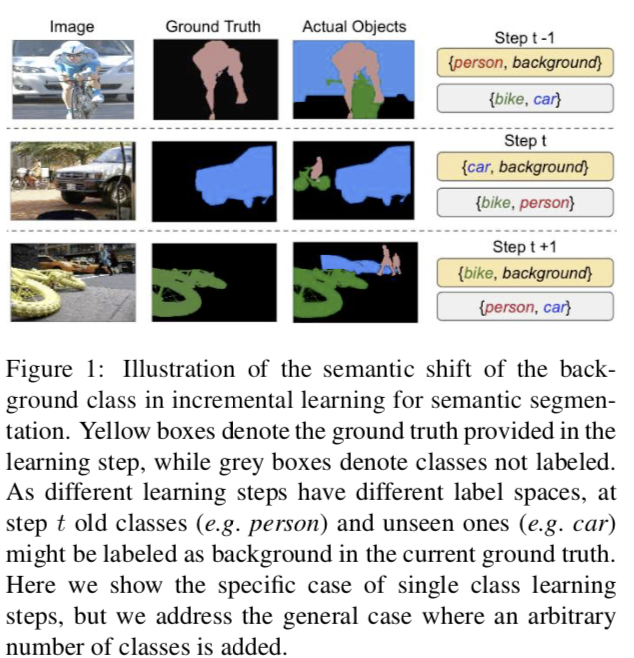 Image Ground Truth Actual Objects
Step t -1
{person, background}
{bike, car}
Step t
{car, background}
{bike, person}
Step t +1
{bike, background}
{person, car}
Figure 1: Illustration of the semantic shift of the back-
ground class in incremental learning for semantic segmen-
tation. Yellow boxes denote the ground truth provided in the
learning step, while grey boxes denote classes not labeled.
As different learning steps have different label spaces, at
step t old classes (e.g. person) and unseen ones (e.g. car)
might be labeled as background in the current ground truth.
Here we show the specific case of single class learning
steps, but we address the general case where an arbitrary
number of classes is added.